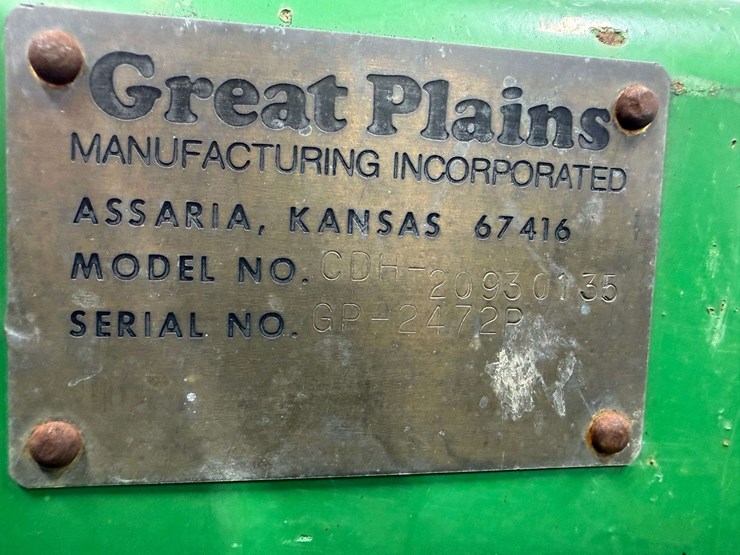 Great Plains
MANUFACTURING INCORPORATED
ASSARIA, KANSAS 67416
MODEL NO. CDH-20930135
SERIAL NO. GP-2472P